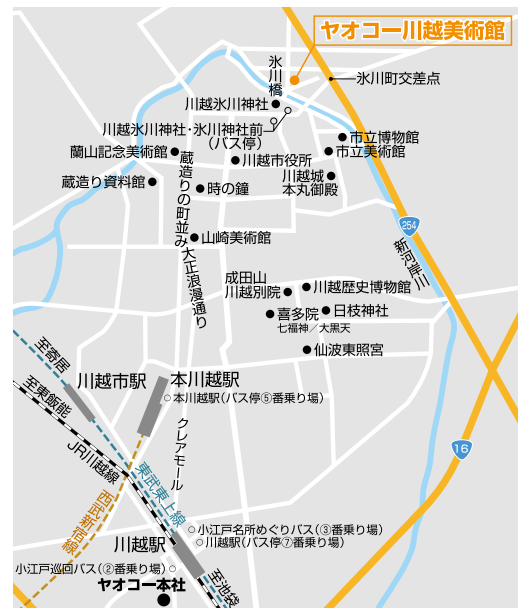 ヤオコー川越美術館
氷川橋
氷川町交差点
川越氷川神社
川越氷川神社・氷川神社前
(バス停)
市立博物館
市立美術館
蘭山記念美術館
川越市役所
川越城
本丸御殿
蔵造り資料館
時の鐘
蔵造りの町並み
大正浪漫通り
山崎美術館
254
新河岸川
成田山
川越別院
川越歴史博物館
喜多院
七福神/大黒天
日枝神社
仙波東照宮
至寄居
至東飯能
川越市駅
本川越駅
本川越駅(バス停⑤番乗り場)
クレアモール
JR川越線
東武東上線
西武新宿線
16
小江戸名所めぐりバス(③番乗り場)
川越駅(バス停⑦番乗り場)
川越駅
小江戸巡回バス(②番乗り場)
ヤオコー本社
至池袋